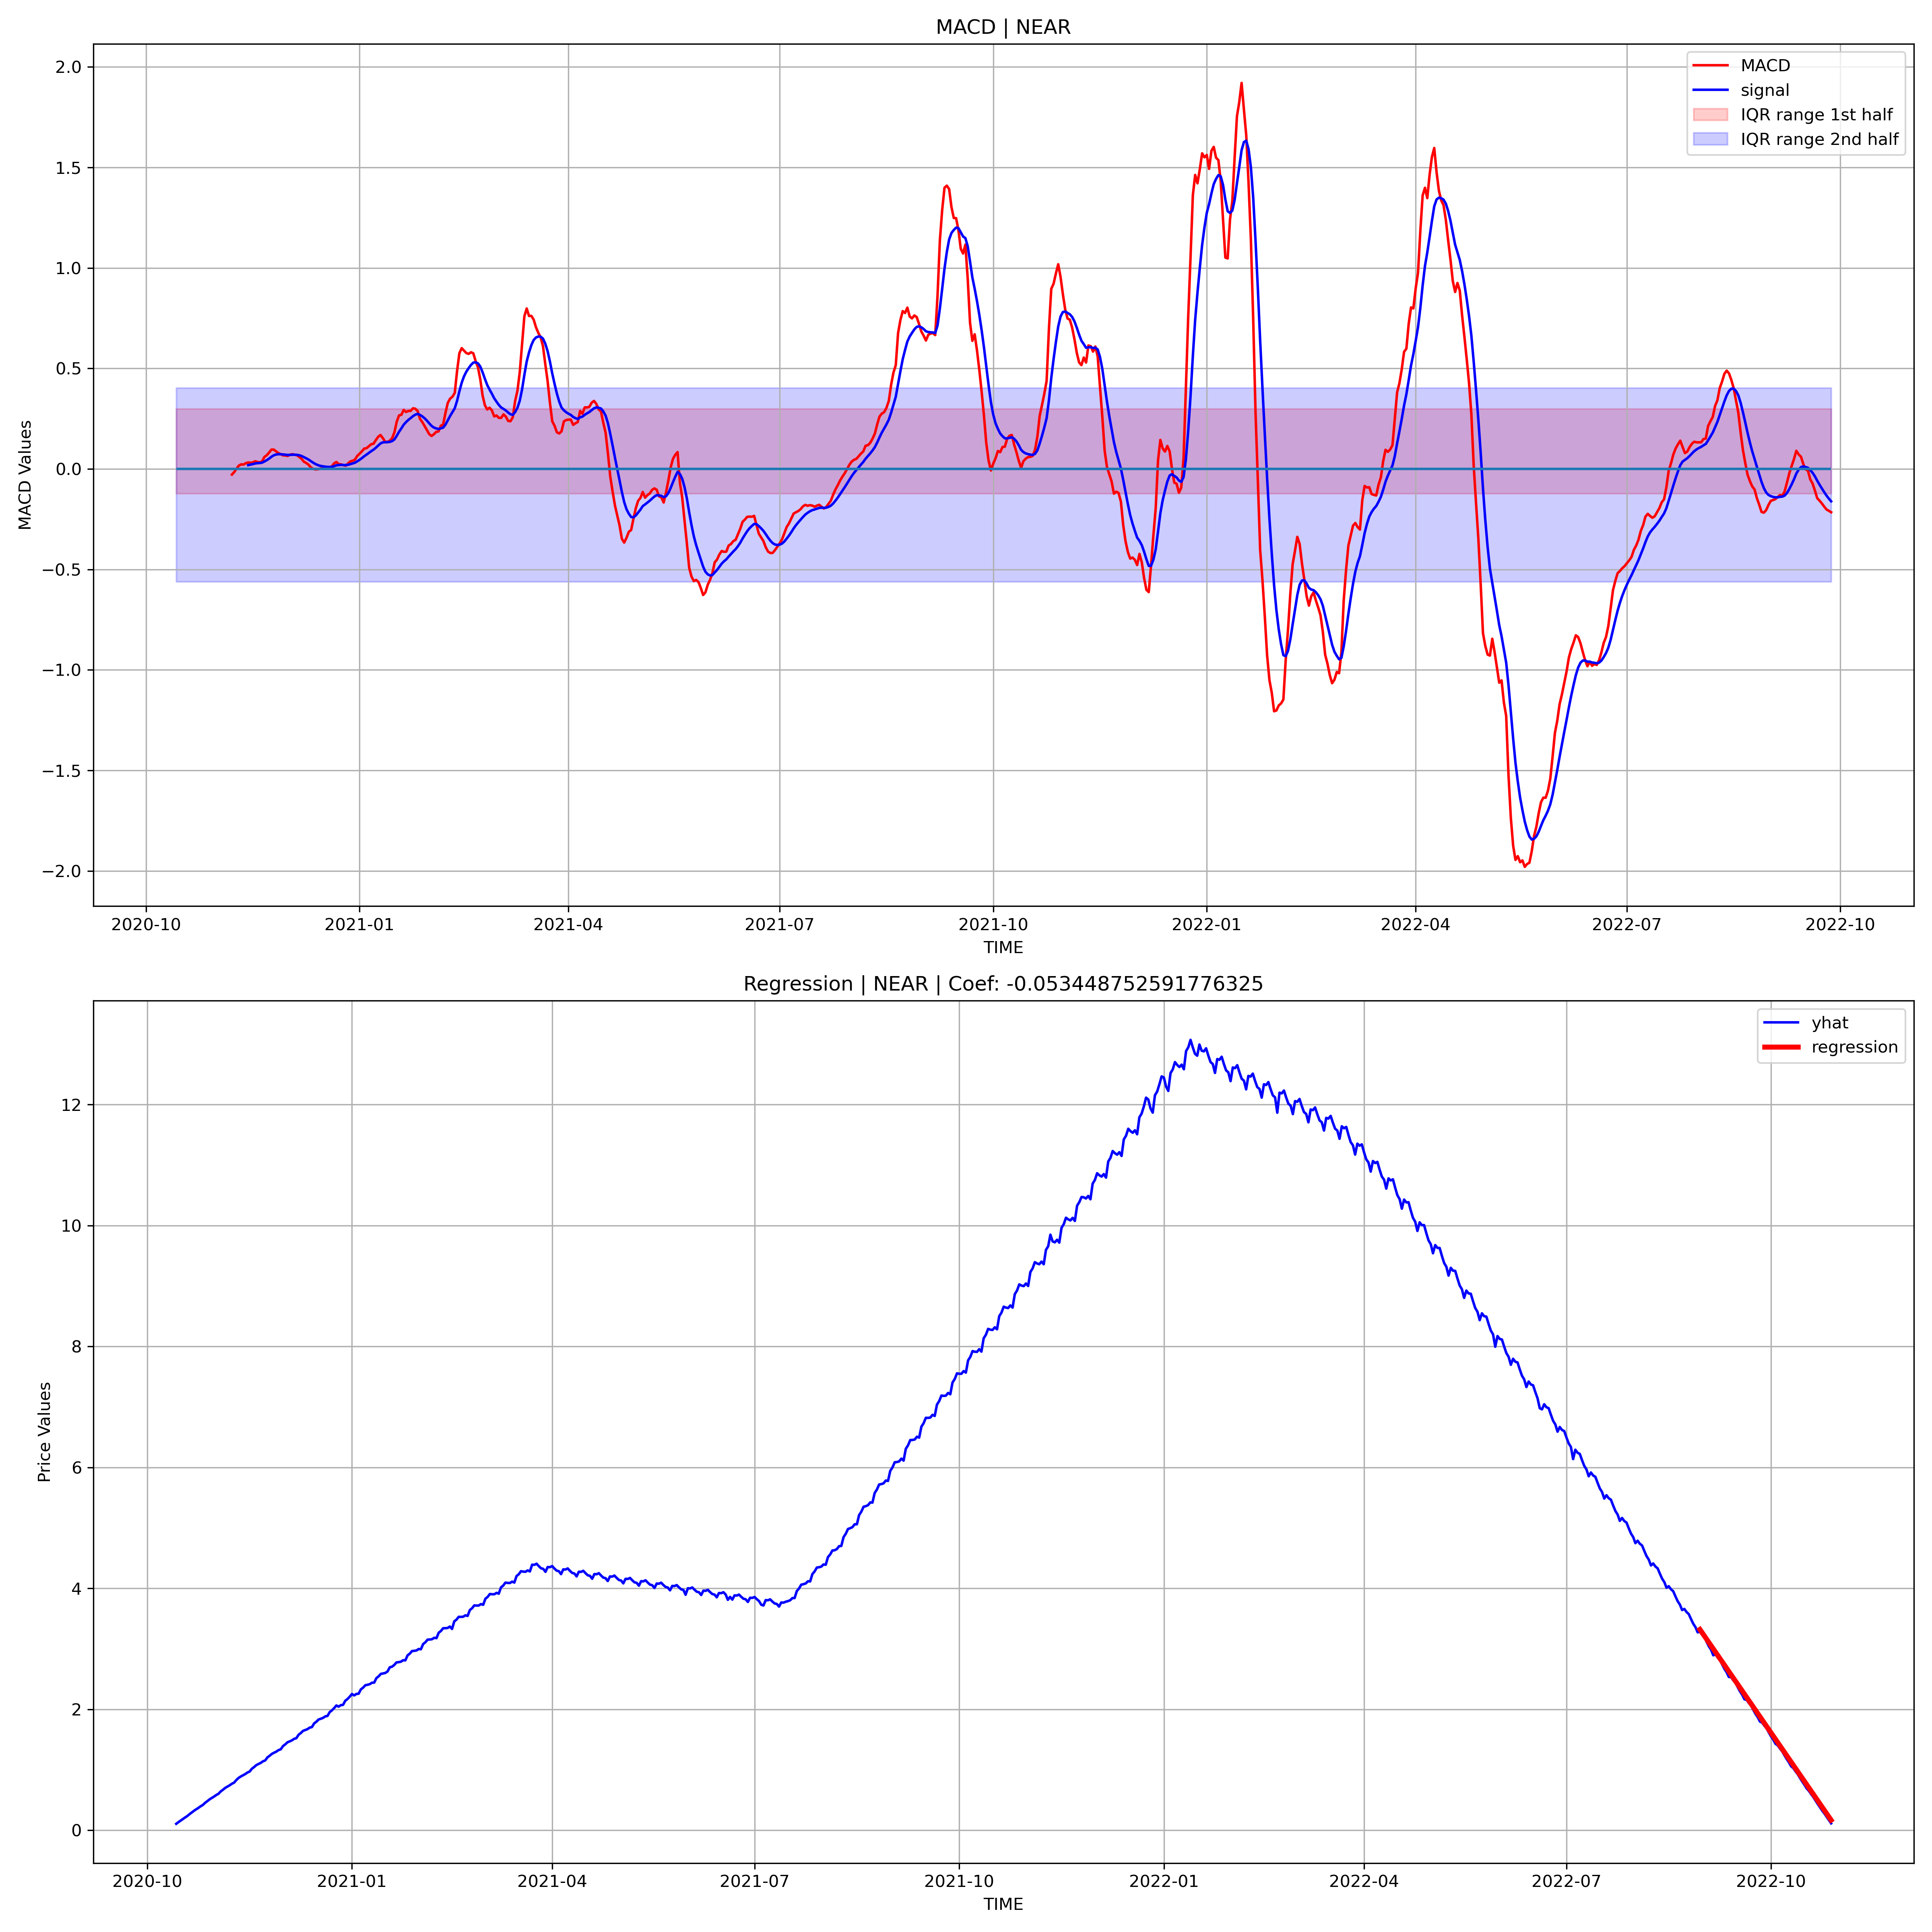 MACD | NEAR
MACD
signal
IQR range 1st half
IQR range 2nd half
MACD Values
2.0
1.5
1.0
0.5
0.0
−0.5
−1.0
−1.5
−2.0
2020-10 2021-01 2021-04 2021-07 2021-10 2022-01 2022-04 2022-07 2022-10
TIME
Regression | NEAR | Coef: -0.053448752591776325
yhat
regression
Price Values
12
10
8
6
4
2
0
2020-10 2021-01 2021-04 2021-07 2021-10 2022-01 2022-04 2022-07 2022-10
TIME